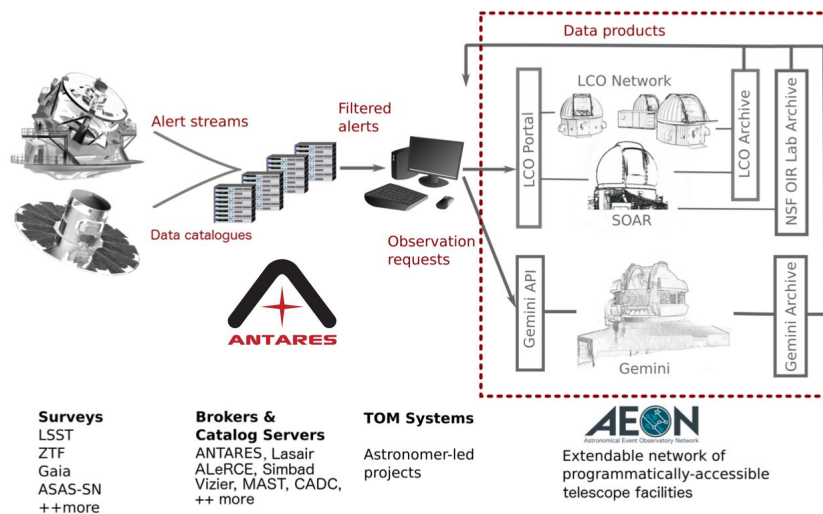 Data products
LCO Network
Alert streams
Filtered
alerts
LCO Portal
LCO Archive
NSF OIR Lab Archive
SOAR
Data catalogues
Observation
requests
Gemini API
Gemini Archive
Gemini
ANTARES
Surveys
LSST
ZTF
Gaia
ASAS-SN
++more
Brokers &
Catalog Servers
ANTARES, Lasair
ALeRCE, Simbad
Vizier, MAST, CADC,
++ more
TOM Systems
Astronomer-led
projects
AEON
Astronomical Event Observatory Network
Extendable network of
programmatically-accessible
telescope facilities